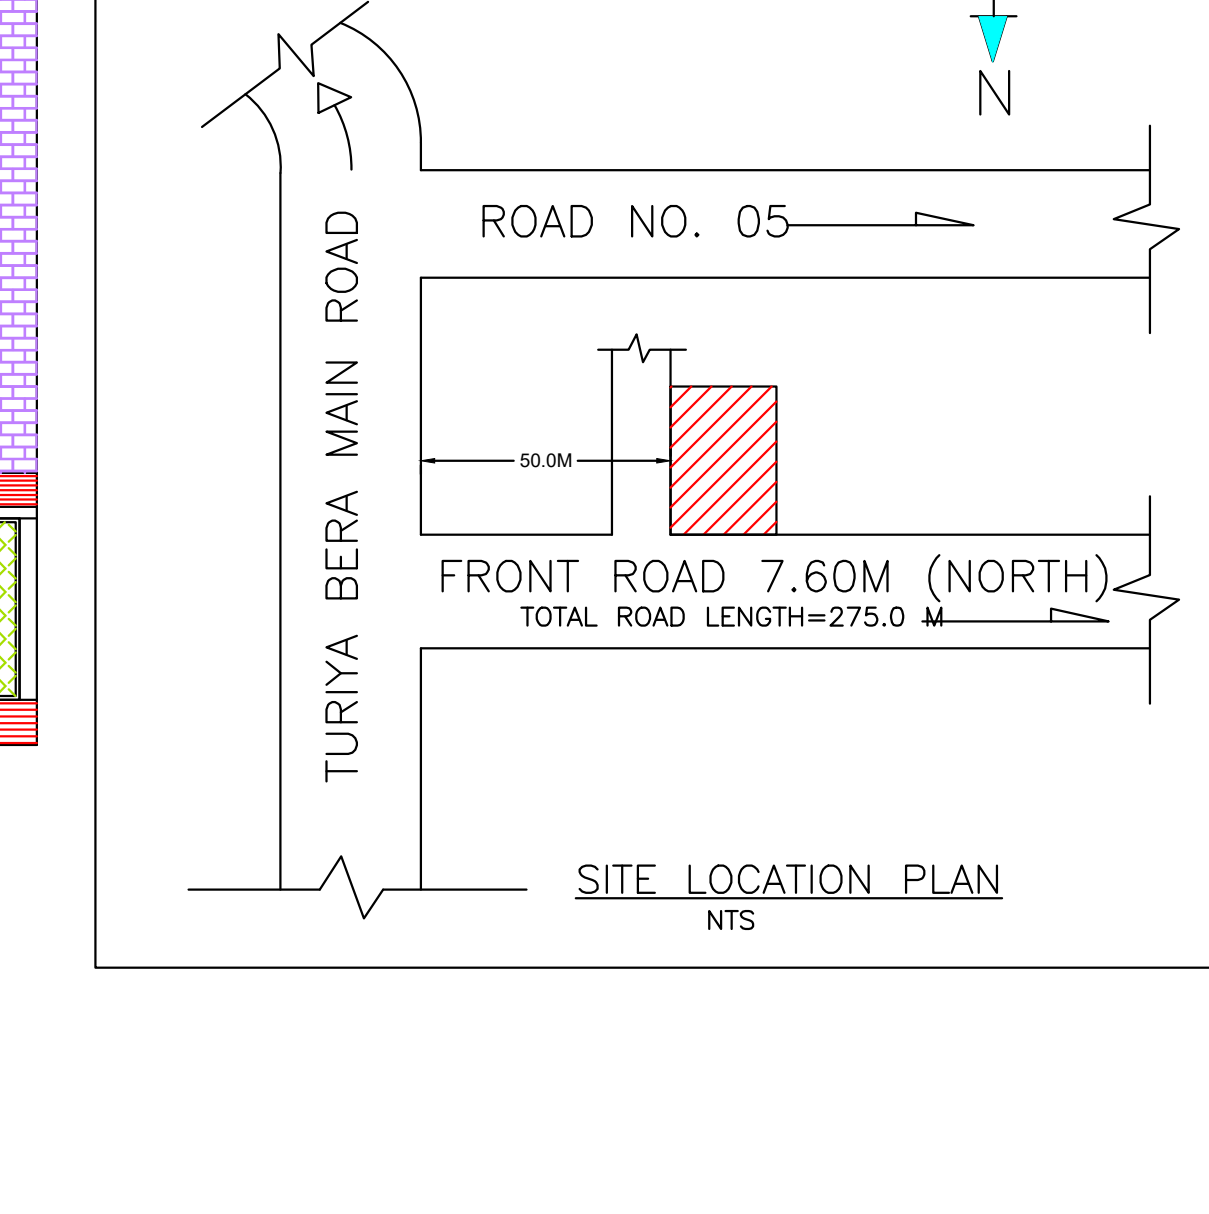 N
ROAD NO. 05
TURIYA BERA MAIN ROAD
50.0M
FRONT ROAD 7.60M (NORTH)
TOTAL ROAD LENGTH=275.0 M
SITE LOCATION PLAN
NTS